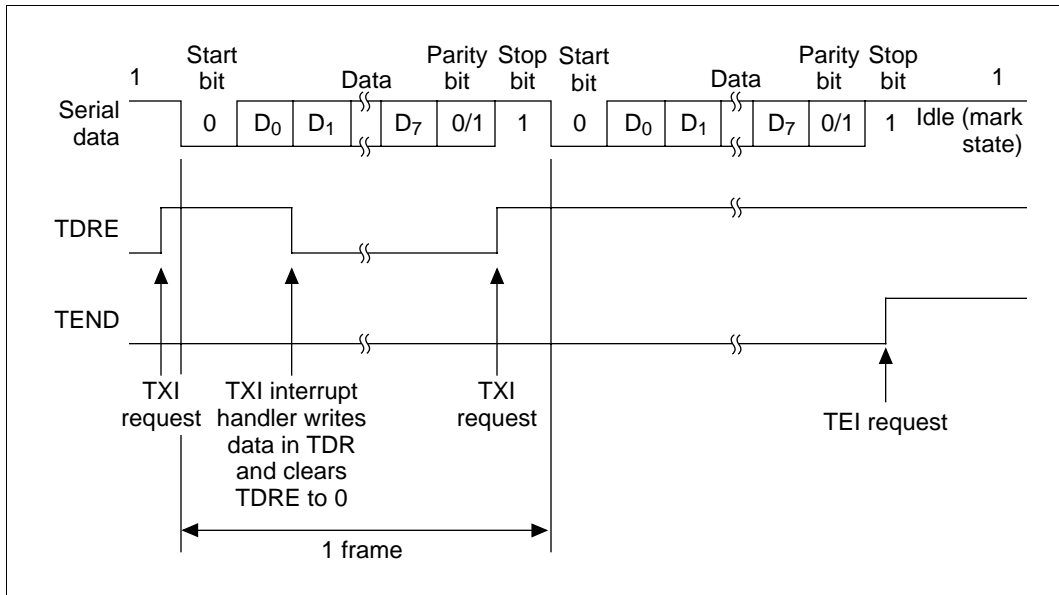 1 Start bit Data Parity bit Stop bit Start bit Data Parity bit Stop bit 1
Serial data 0 D₀ D₁ D₇ 0/1 1 0 D₀ D₁ D₇ 0/1 1 Idle (mark state)
TDRE
TEND
TXI request
TXI interrupt
handler writes
data in TDR
and clears
TDRE to 0
TXI request
TEI request
1 frame